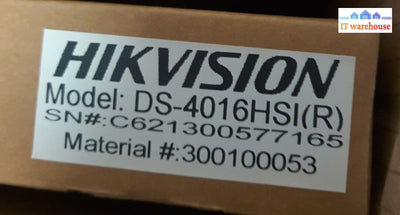 IT warehouse
HIKVISION
Model: DS-4016HSI(R)
SN#:C621300577165
Material #:300100053